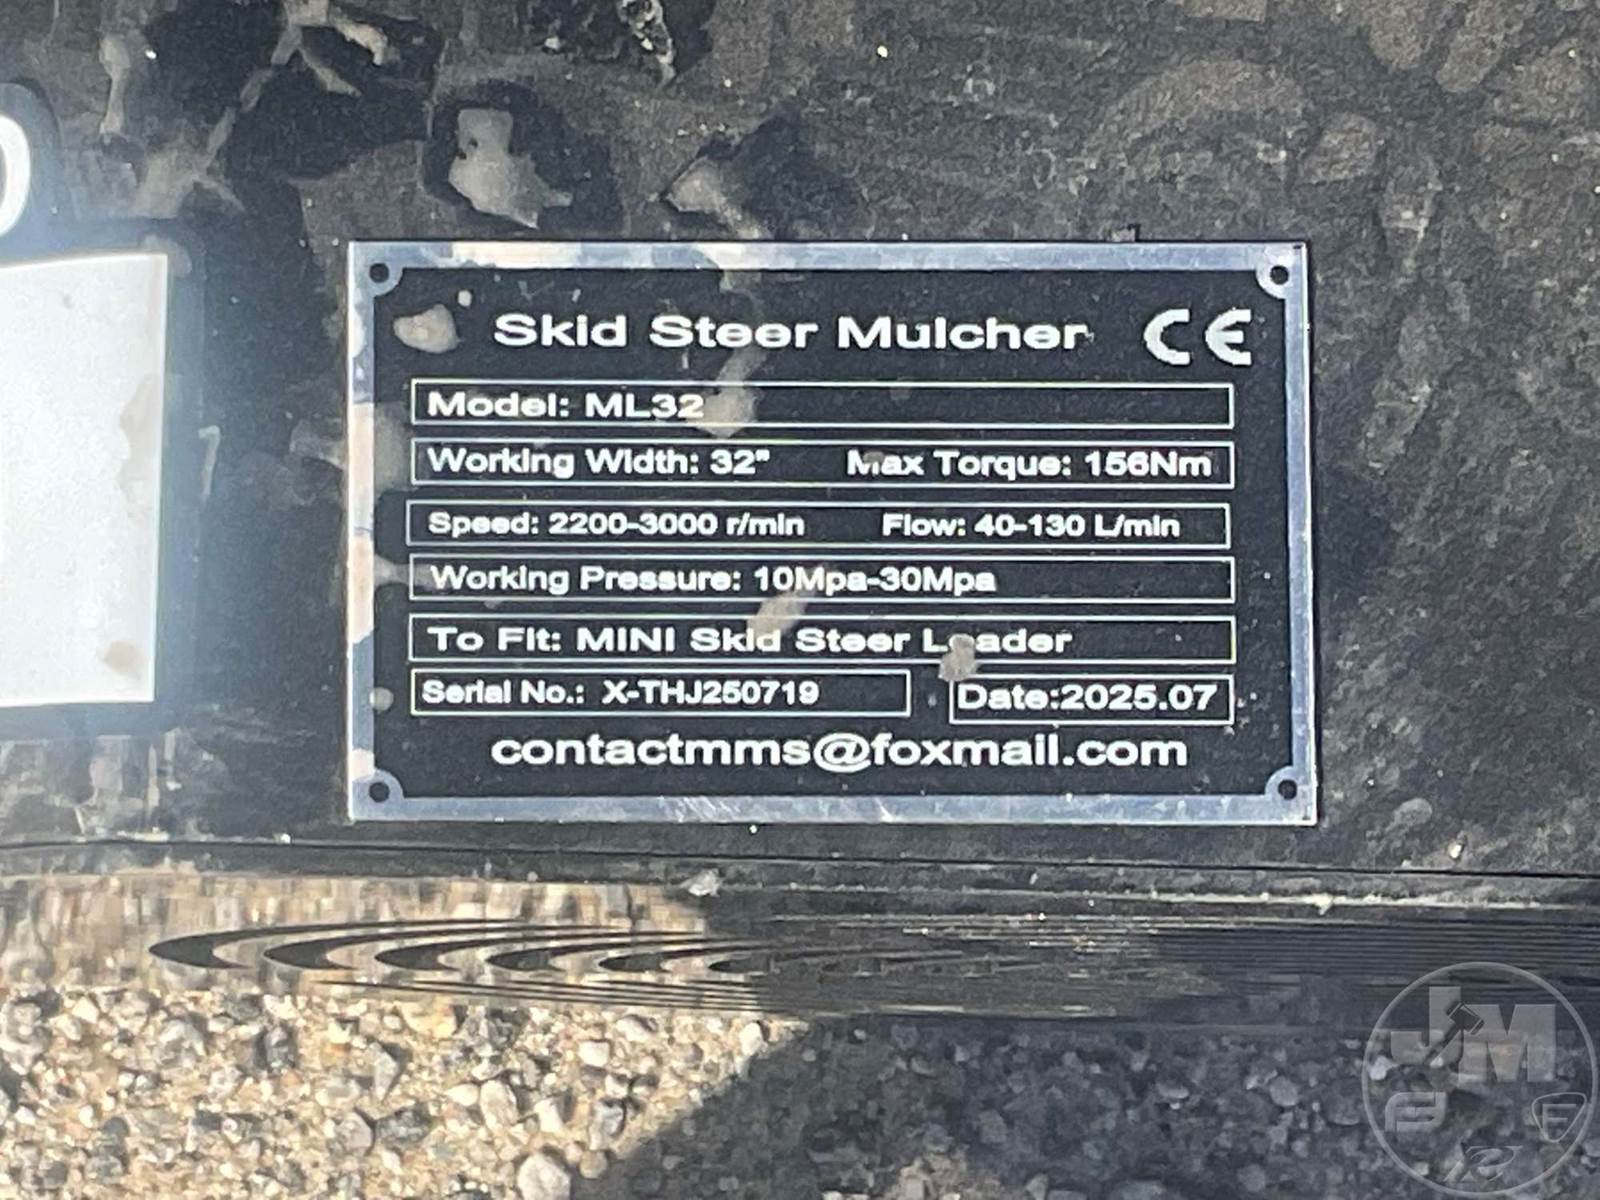 Skid Steer Mulcher CE
Model: ML32
Working Width: 32" Max Torque: 156Nm
Speed: 2200-3000 r/min Flow: 40-130 L/min
Working Pressure: 10Mpa-30Mpa
To Fit: MINI Skid Steer Loader
Serial No.: X-THJ250719 Date:2025.07
contactmms@foxmail.com
JM